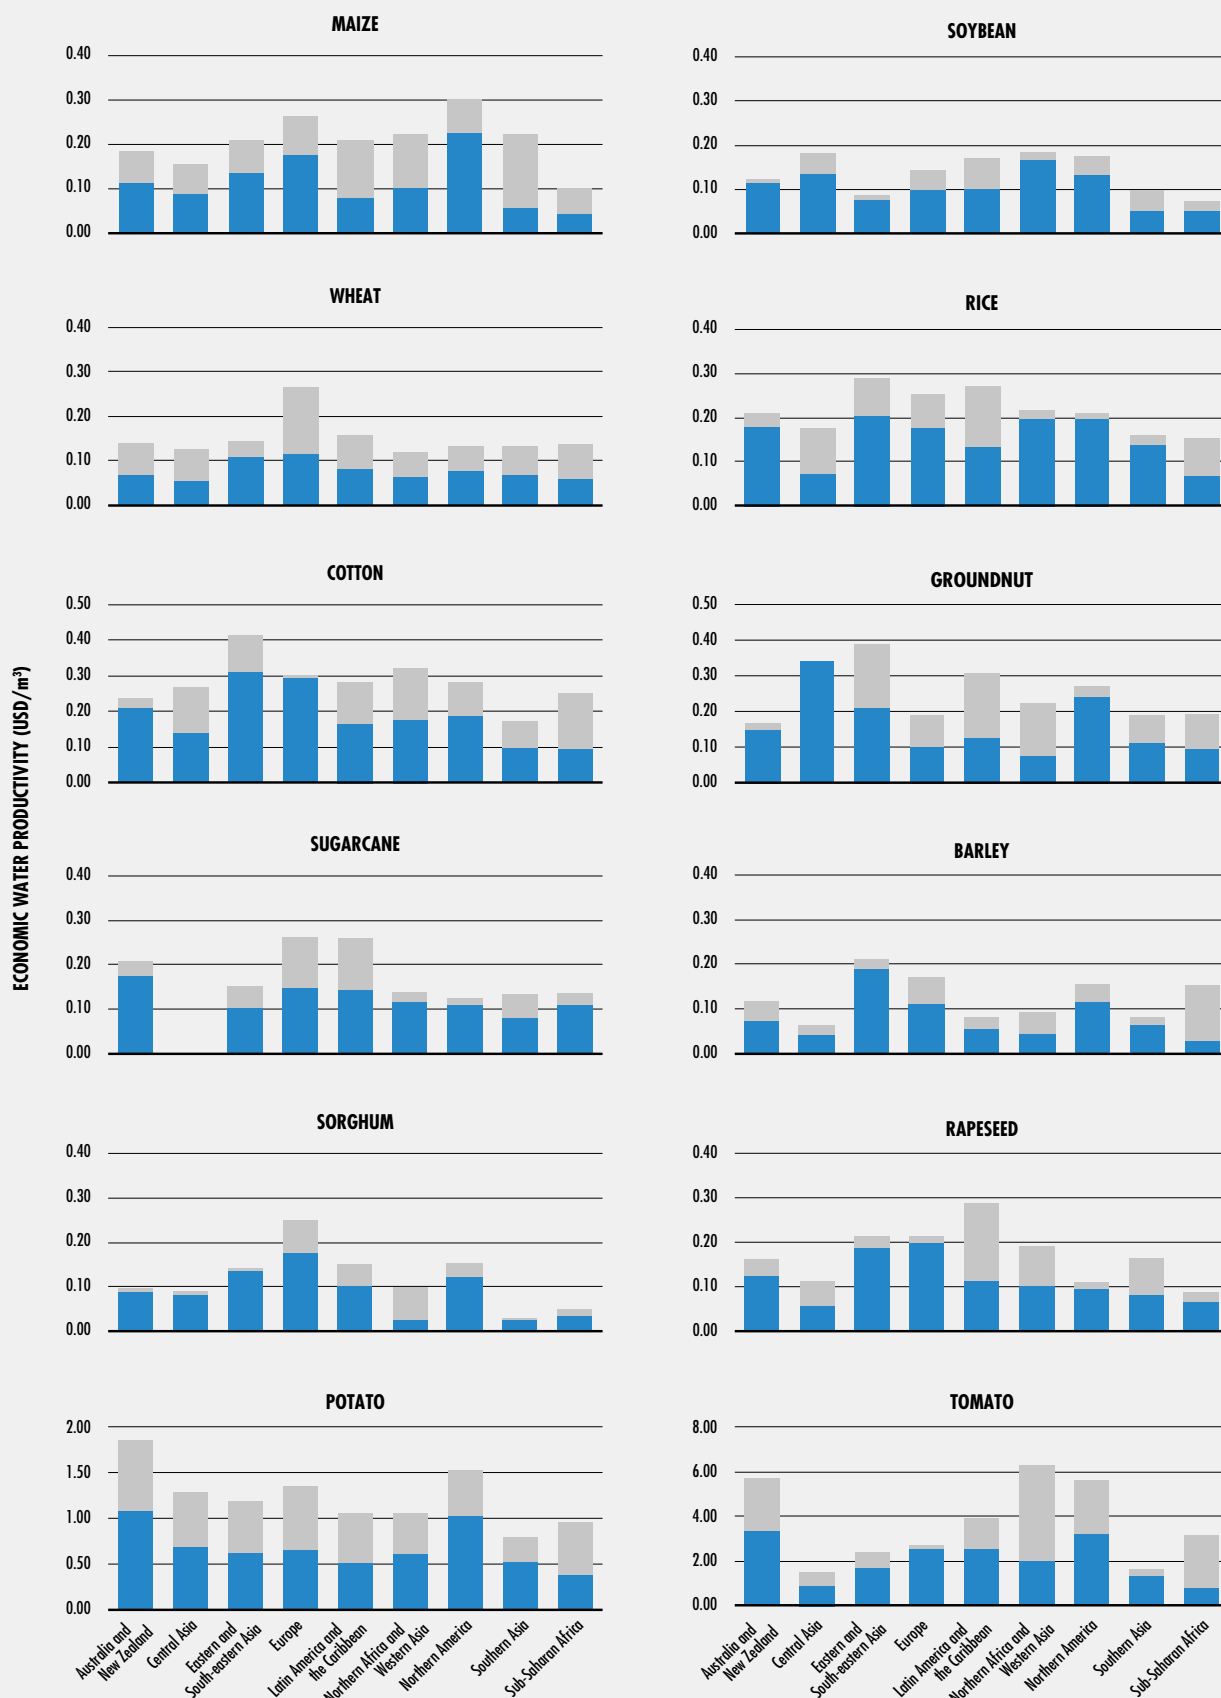 MAIZE
0.40
0.30
0.20
0.10
0.00
SOYBEAN
0.40
0.30
0.20
0.10
0.00
WHEAT
0.40
0.30
0.20
0.10
0.00
RICE
0.40
0.30
0.20
0.10
0.00
COTTON
0.50
0.40
0.30
0.20
0.10
0.00
GROUNDNUT
0.50
0.40
0.30
0.20
0.10
0.00
ECONOMIC WATER PRODUCTIVITY (USD/m³)
SUGARCANE
0.40
0.30
0.20
0.10
0.00
BARLEY
0.40
0.30
0.20
0.10
0.00
SORGHUM
0.40
0.30
0.20
0.10
0.00
RAPESEED
0.40
0.30
0.20
0.10
0.00
POTATO
2.00
1.50
1.00
0.50
0.00
Australia and
New Zealand
Central Asia
Eastern and
South-eastern Asia
Europe
Latin America and
the Caribbean
Northern Africa and
Western Asia
Northern America
Southern Asia
Sub-Saharan Africa
TOMATO
8.00
6.00
4.00
2.00
0.00
Australia and
New Zealand
Central Asia
Eastern and
South-eastern Asia
Europe
Latin America and
the Caribbean
Northern Africa and
Western Asia
Northern America
Southern Asia
Sub-Saharan Africa